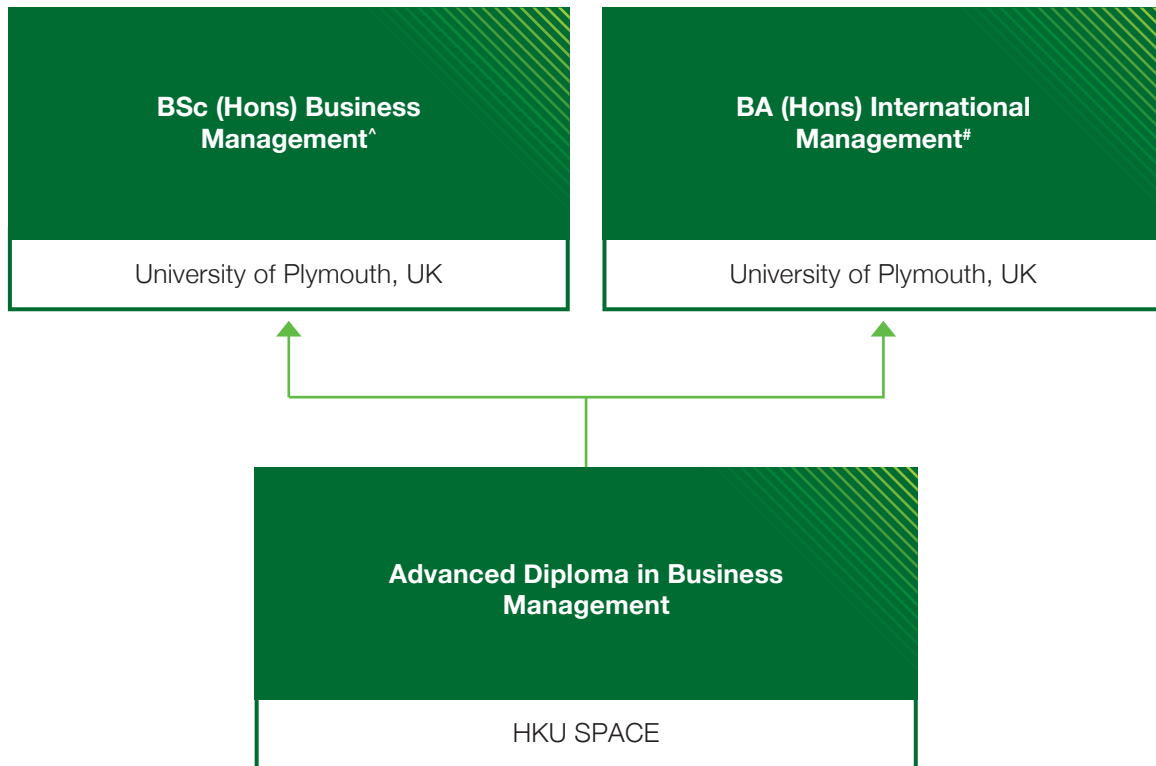 BSc (Hons) Business
Management^
University of Plymouth, UK
BA (Hons) International
Management#
University of Plymouth, UK
Advanced Diploma in Business
Management
HKU SPACE